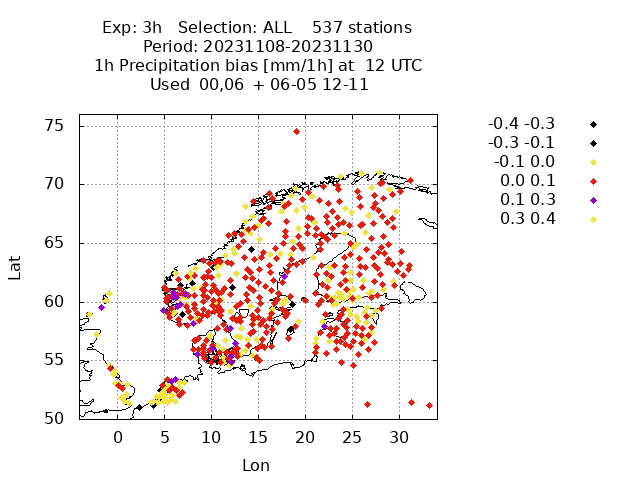 Exp: 3h   Selection: ALL    537 stations
Period: 20231108-20231130
1h Precipitation bias [mm/1h] at  12 UTC
Used  00,06  + 06-05 12-11
75
70
65
60
55
50
Lat
0 5 10 15 20 25 30
Lon
-0.4 -0.3
-0.3 -0.1
-0.1 0.0
0.0 0.1
0.1 0.3
0.3 0.4